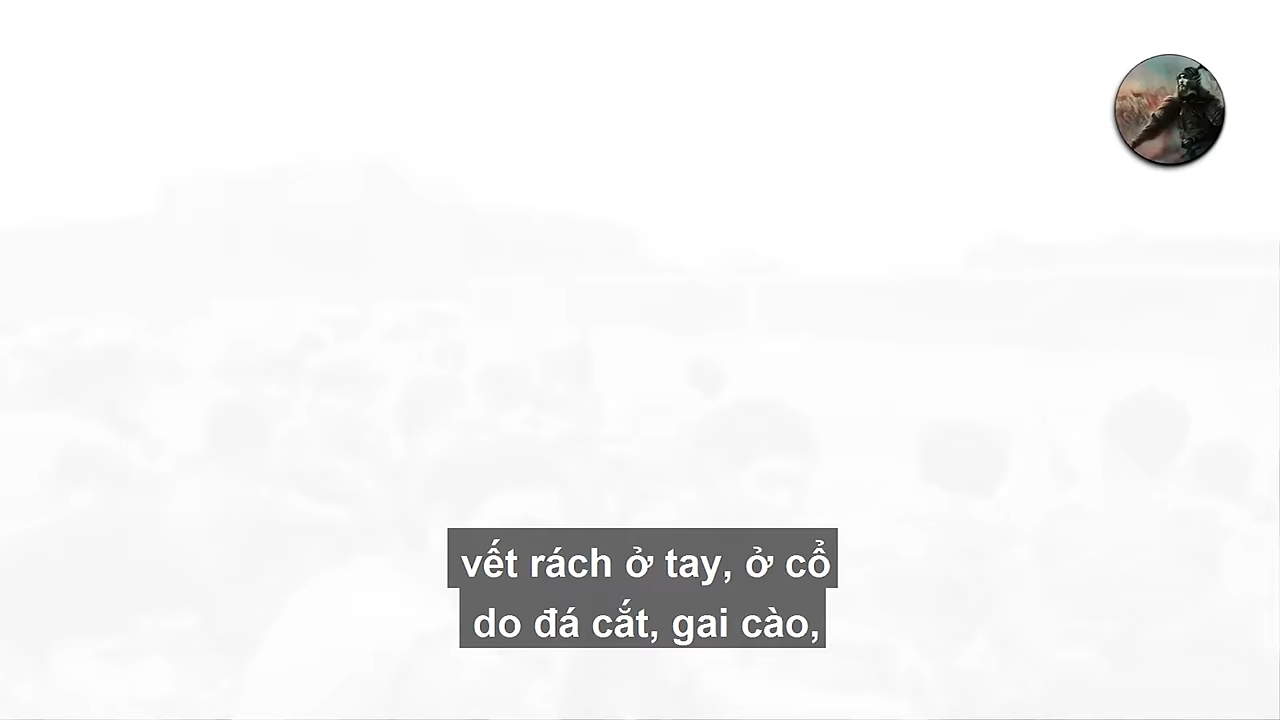 vết rách ở tay, ở cổ
do đá cắt, gai cào,